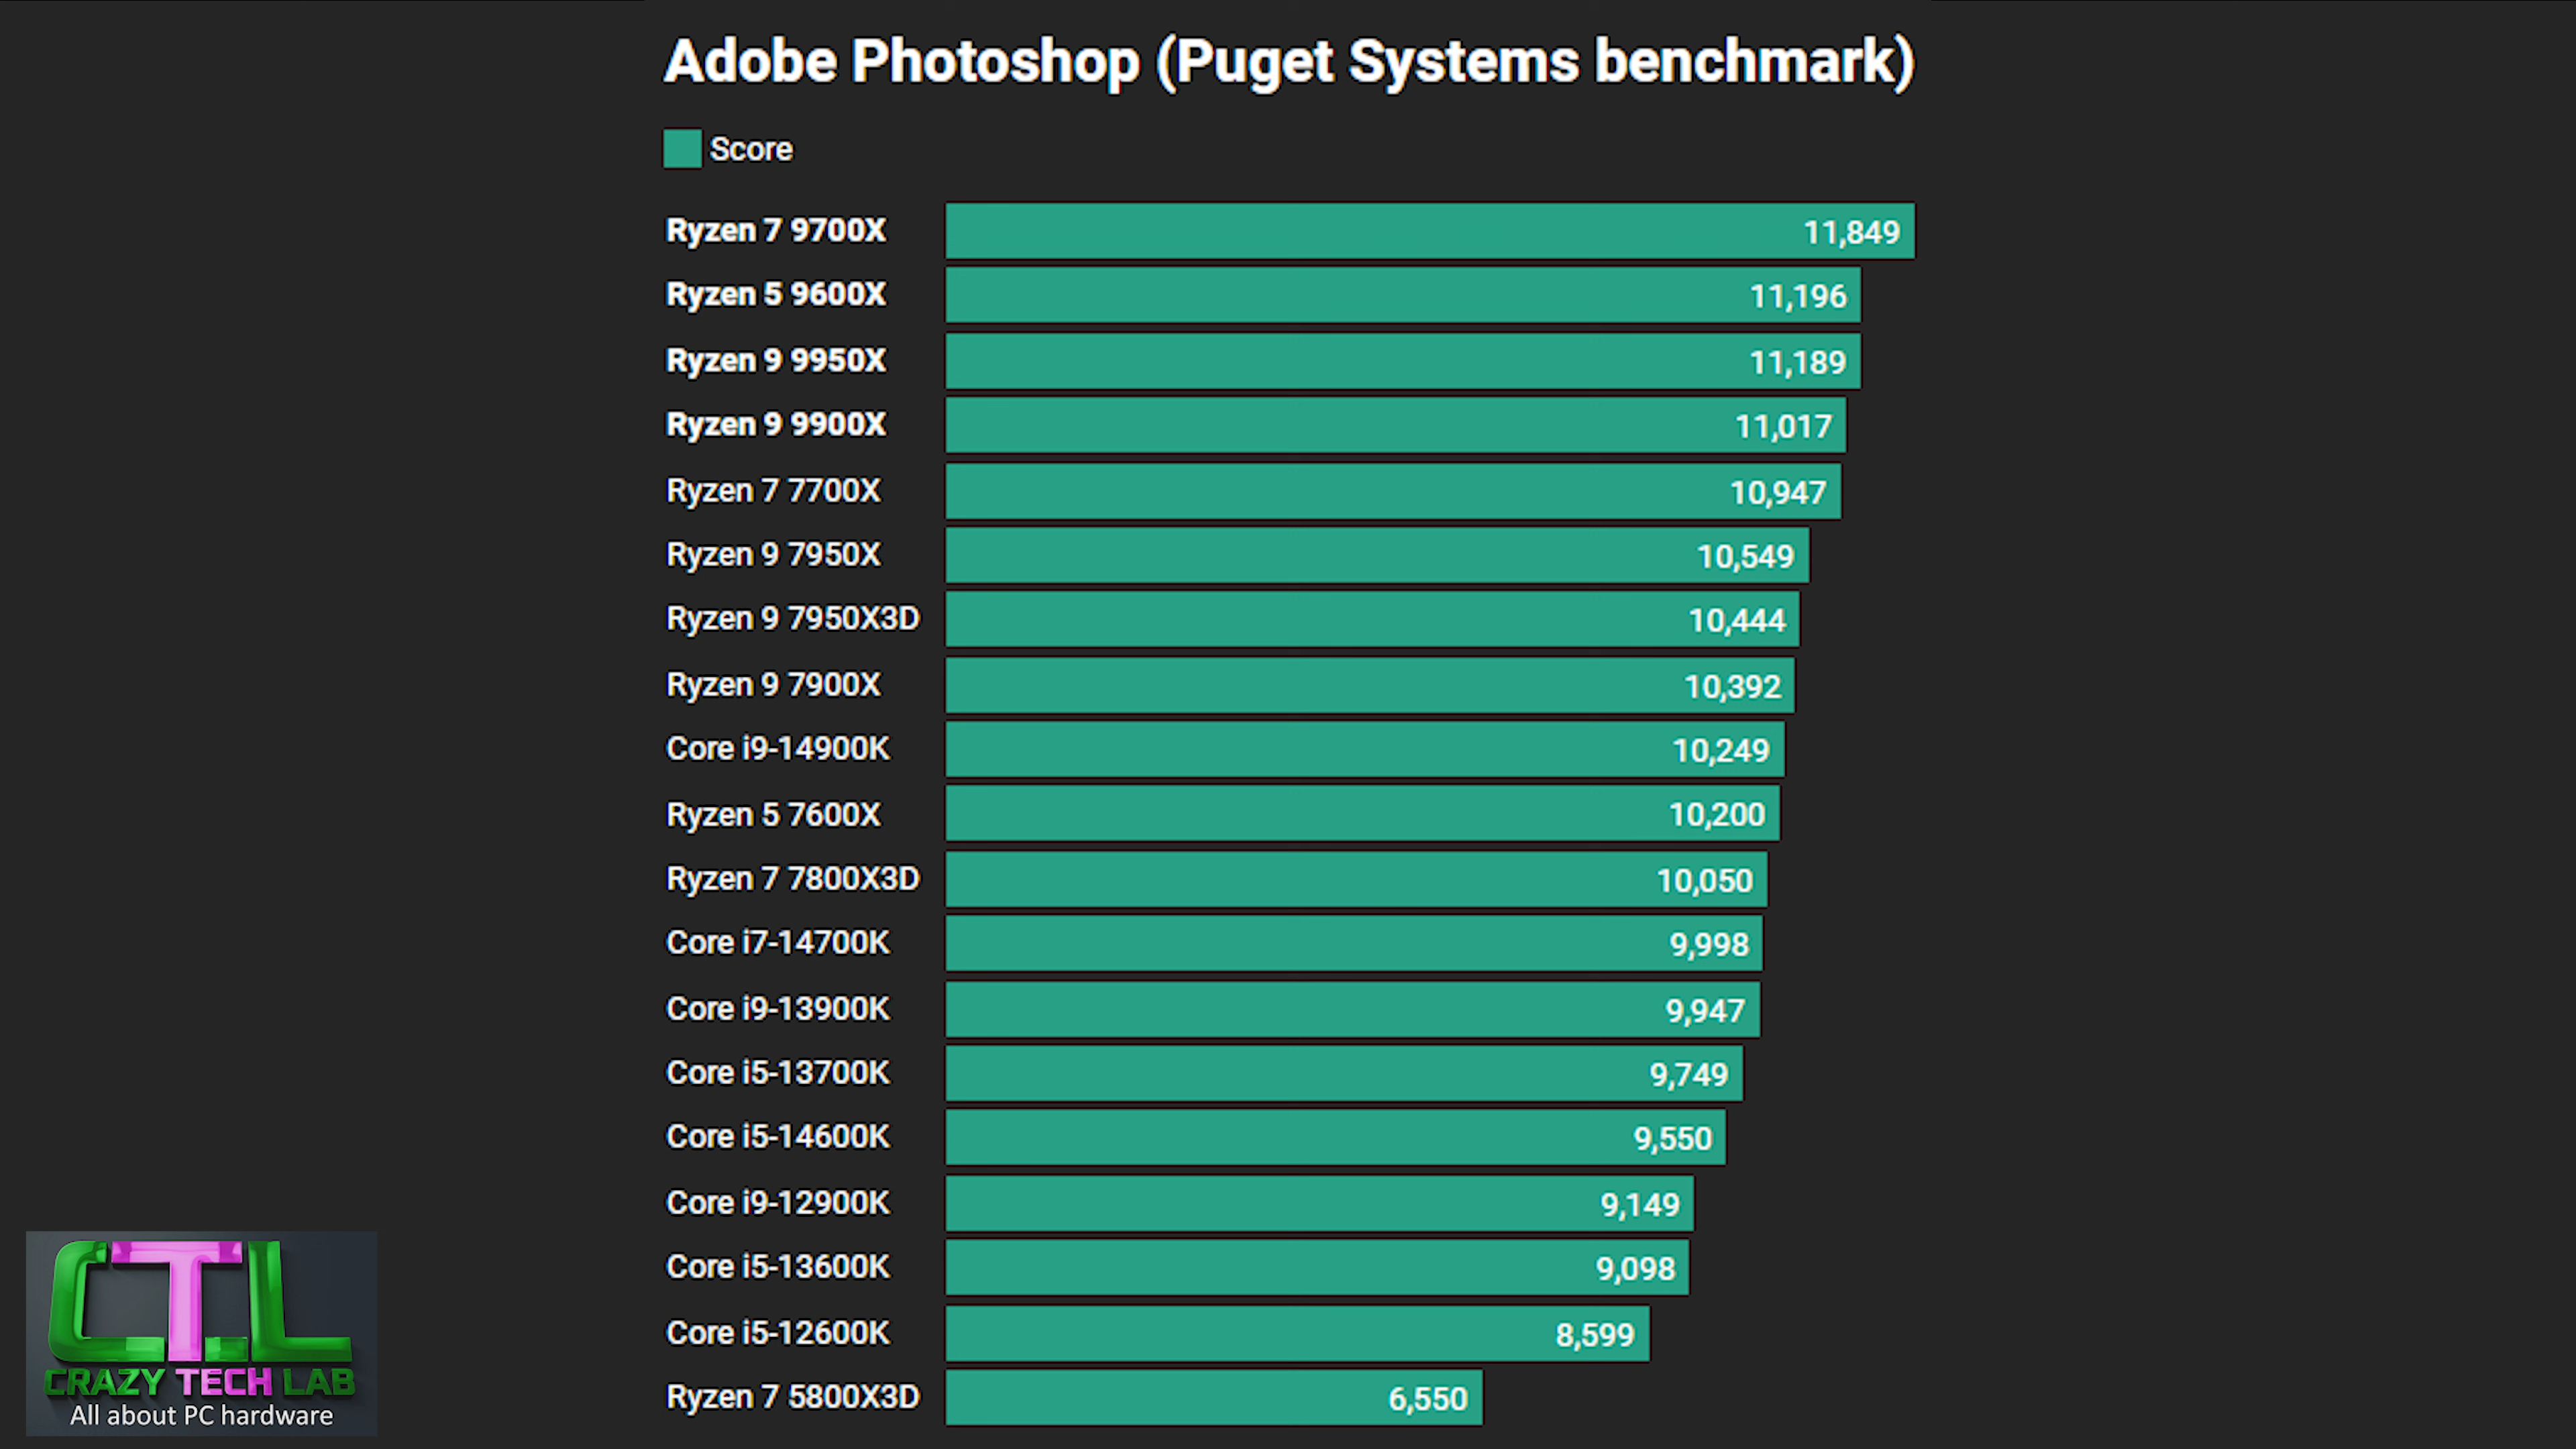 Adobe Photoshop (Puget Systems benchmark)
Score
Ryzen 7 9700X 11,849
Ryzen 5 9600X 11,196
Ryzen 9 9950X 11,189
Ryzen 9 9900X 11,017
Ryzen 7 7700X 10,947
Ryzen 9 7950X 10,549
Ryzen 9 7950X3D 10,444
Ryzen 9 7900X 10,392
Core i9-14900K 10,249
Ryzen 5 7600X 10,200
Ryzen 7 7800X3D 10,050
Core i7-14700K 9,998
Core i9-13900K 9,947
Core i5-13700K 9,749
Core i5-14600K 9,550
Core i9-12900K 9,149
Core i5-13600K 9,098
Core i5-12600K 8,599
Ryzen 7 5800X3D 6,550
CTL
CRAZY TECH LAB
All about PC hardware